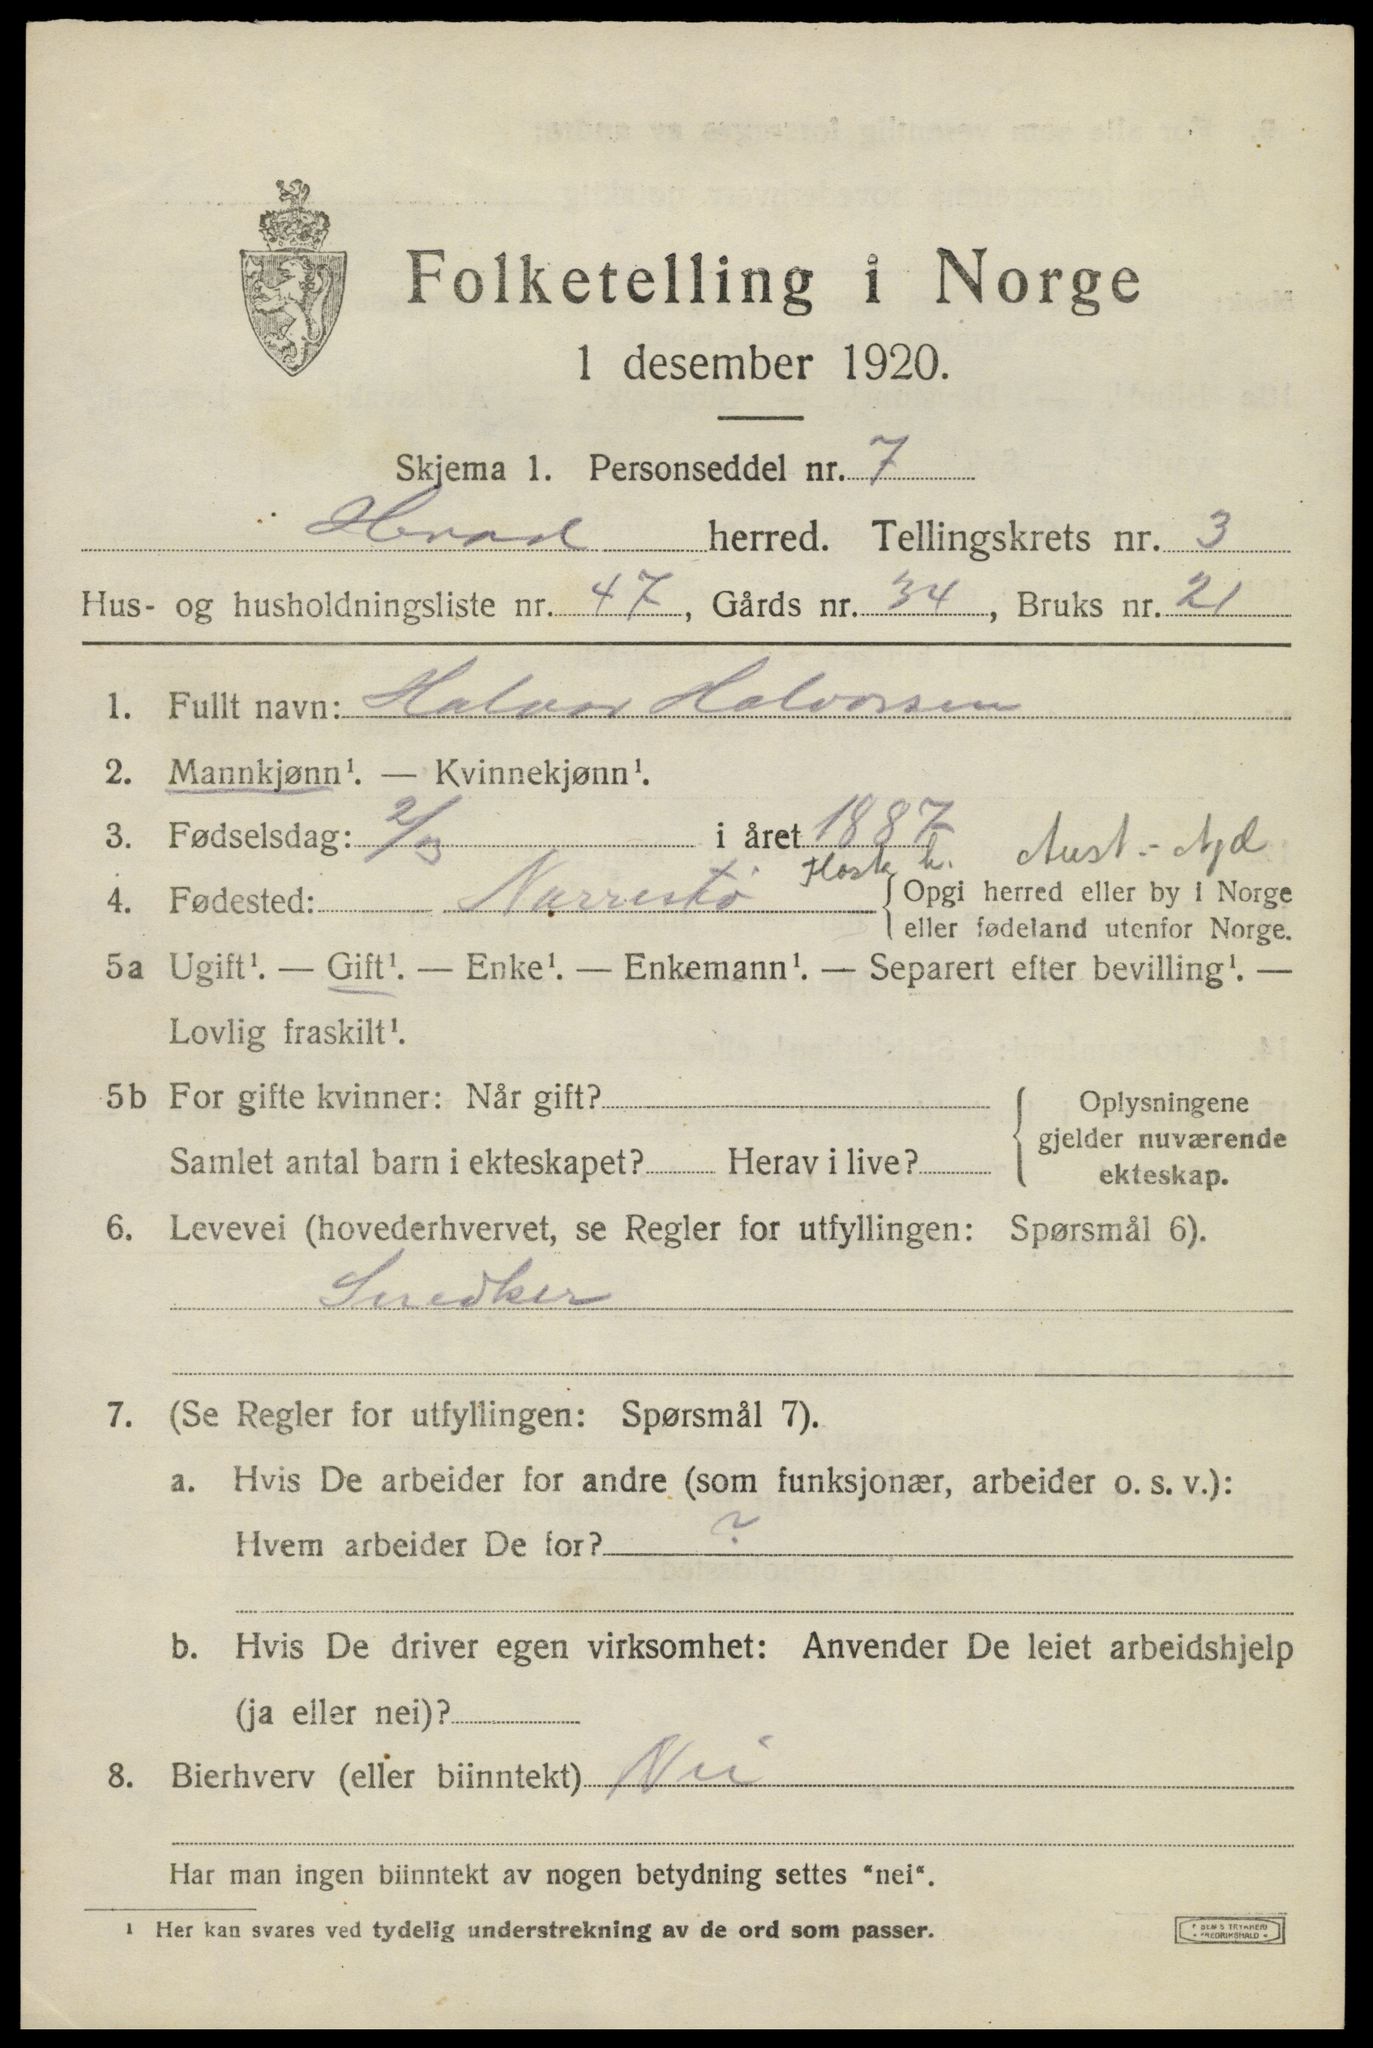 Folketelling i Norge
1 desember 1920.
Skjema 1. Personseddel nr. 7
Herad herred. Tellingskrets nr. 3
Hus- og husholdningsliste nr. 47, Gårds nr. 34, Bruks nr. 21
1. Fullt navn: Halvor Halvorsen
2. Mannkjønn¹. — Kvinnekjønn¹.
3. Fødselsdag: 2/3 i året 1887
Aust.-Agd
4. Fødested: Narrestø { Opgi herred eller by i Norge
eller fødeland utenfor Norge.
5a Ugift¹. — Gift¹. — Enke¹. — Enkemann¹. — Separert efter bevilling¹. —
Lovlig fraskilt¹.
5b For gifte kvinner: Når gift?
Samlet antal barn i ekteskapet? Herav i live?
{ Oplysningene
gjelder nuværende
ekteskap.
6. Levevei (hovederhvervet, se Regler for utfyllingen: Spørsmål 6).
Snedker
7. (Se Regler for utfyllingen: Spørsmål 7).
a. Hvis De arbeider for andre (som funksjonær, arbeider o. s. v.):
Hvem arbeider De for? ?
b. Hvis De driver egen virksomhet: Anvender De leiet arbeidshjelp
(ja eller nei)?
8. Bierhverv (eller biinntekt) Nei
Har man ingen biinntekt av nogen betydning settes "nei".
¹ Her kan svares ved tydelig understrekning av de ord som passer.